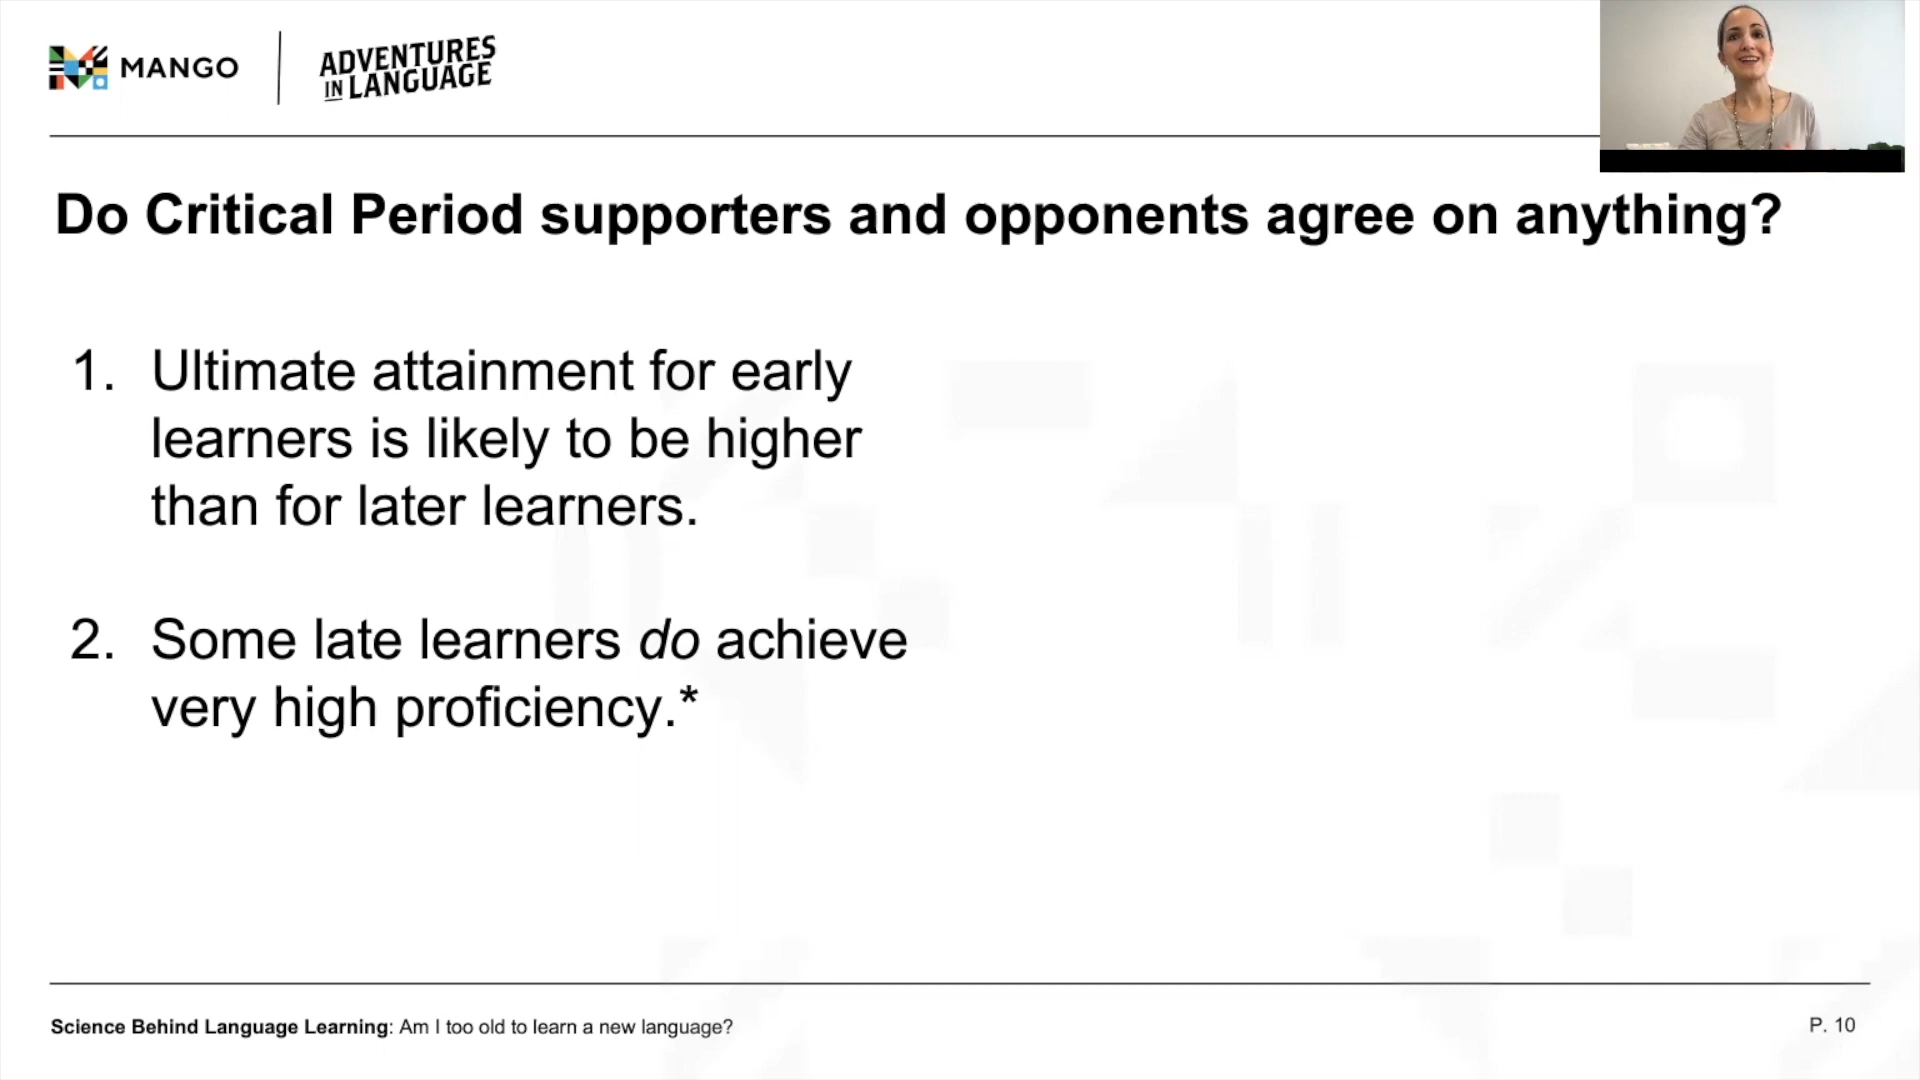 MANGO
ADVENTURES
IN LANGUAGE
Do Critical Period supporters and opponents agree on anything?
1. Ultimate attainment for early
learners is likely to be higher
than for later learners.
2. Some late learners do achieve
very high proficiency.*
Science Behind Language Learning: Am I too old to learn a new language?
P. 10